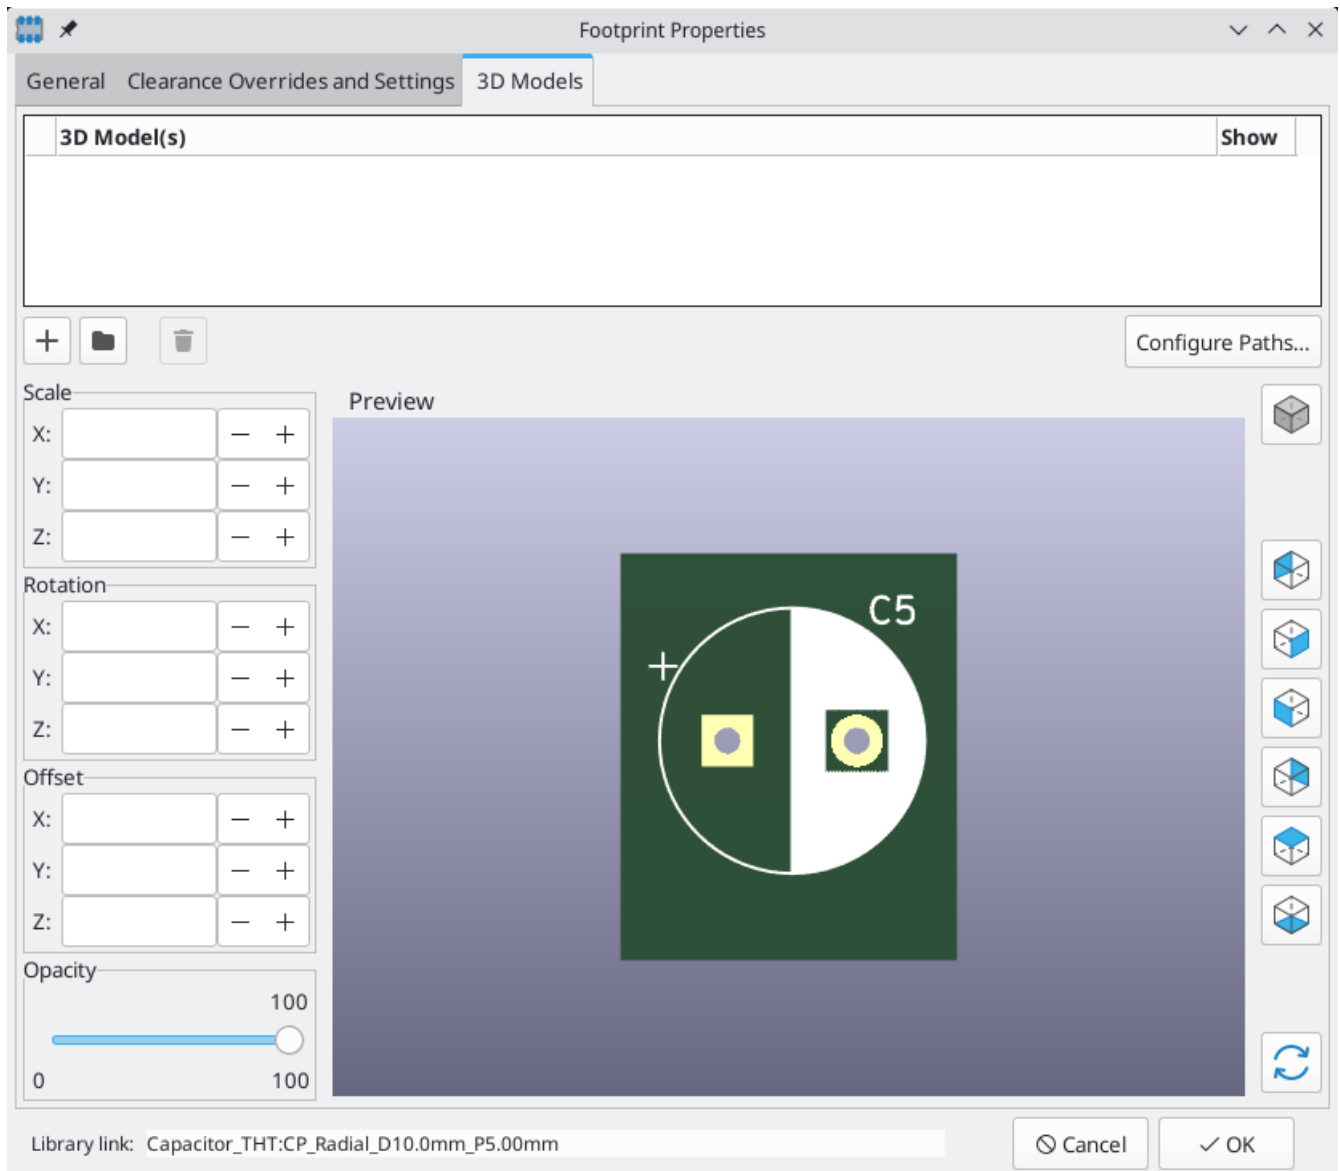 Footprint Properties
General Clearance Overrides and Settings 3D Models
3D Model(s) Show
Configure Paths...
Scale
Preview
X:
Y:
Z:
Rotation
X:
Y:
Z:
Offset
X:
Y:
Z:
C5
+
Opacity
100
0 100
Library link: Capacitor_THT:CP_Radial_D10.0mm_P5.00mm
Cancel OK